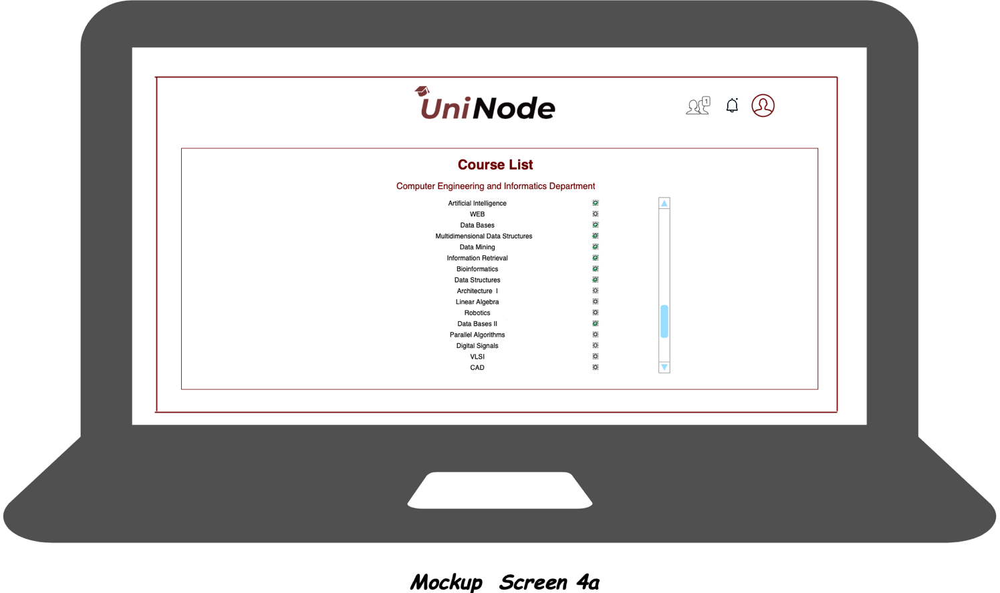 UniNode
1
Course List
Computer Engineering and Informatics Department
Artificial Intelligence
WEB
Data Bases
Multidimensional Data Structures
Data Mining
Information Retrieval
Bioinformatics
Data Structures
Architecture I
Linear Algebra
Robotics
Data Bases II
Parallel Algorithms
Digital Signals
VLSI
CAD
Mockup Screen 4a